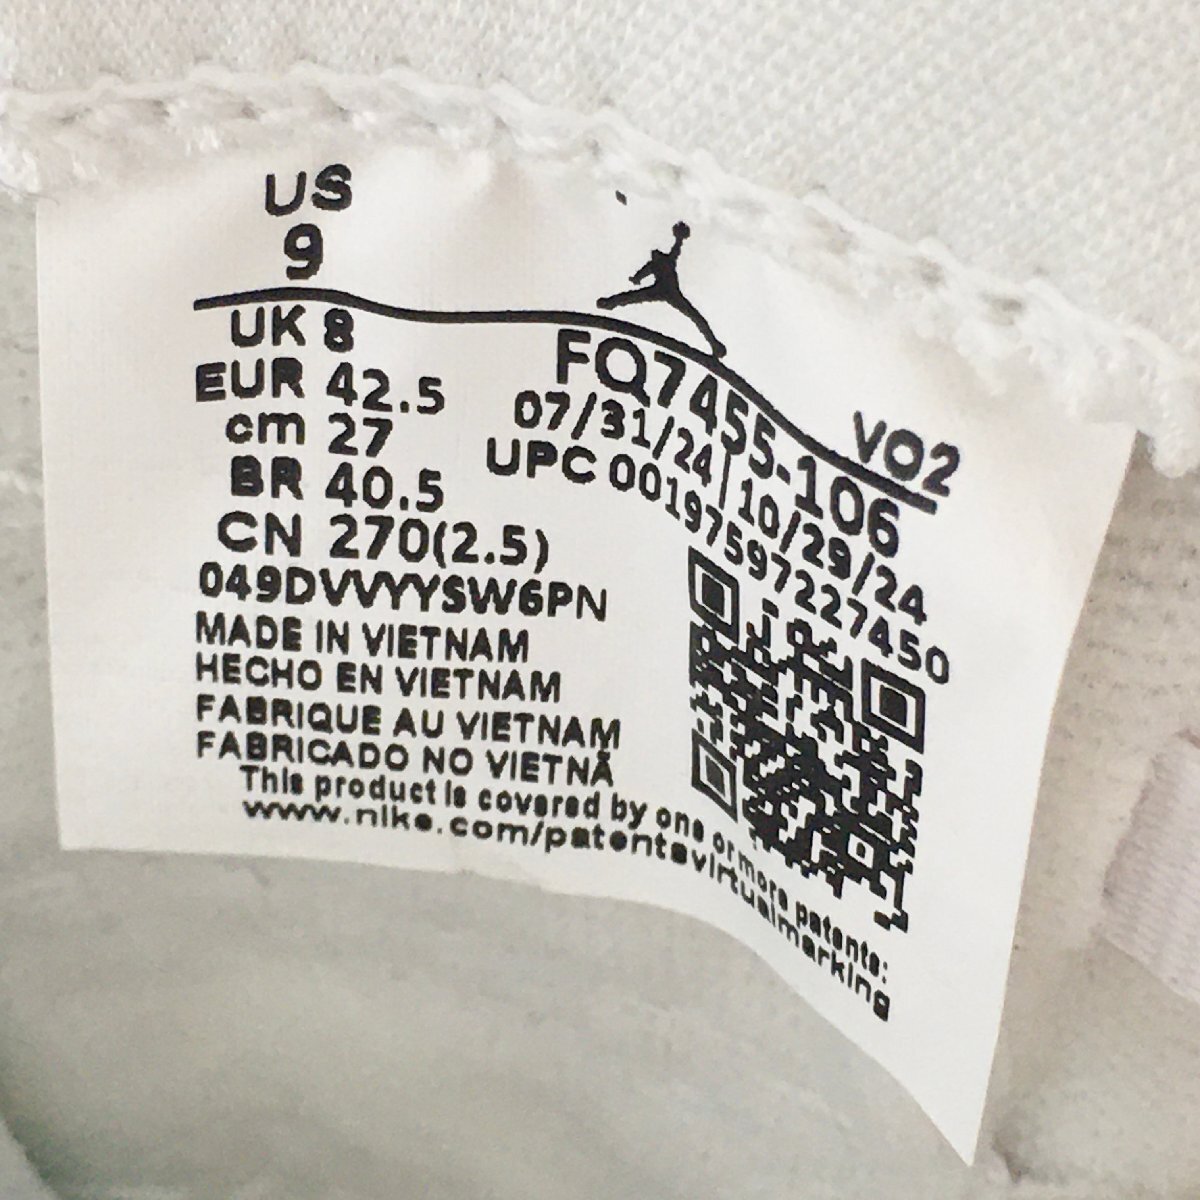 US
9
UK 8
EUR 42.5
cm 27
BR 40.5
CN 270(2.5)
049DVVYYSW6PN
MADE IN VIETNAM
HECHO EN VIETNAM
FABRIQUE AU VIETNAM
FABRICADO NO VIETNÃ
FQ7455-106
VO2
07/31/24 | 10/29/24
UPC 00197597227450
This product is covered by one or more patents:
www.nike.com/patentsvirtualmarking